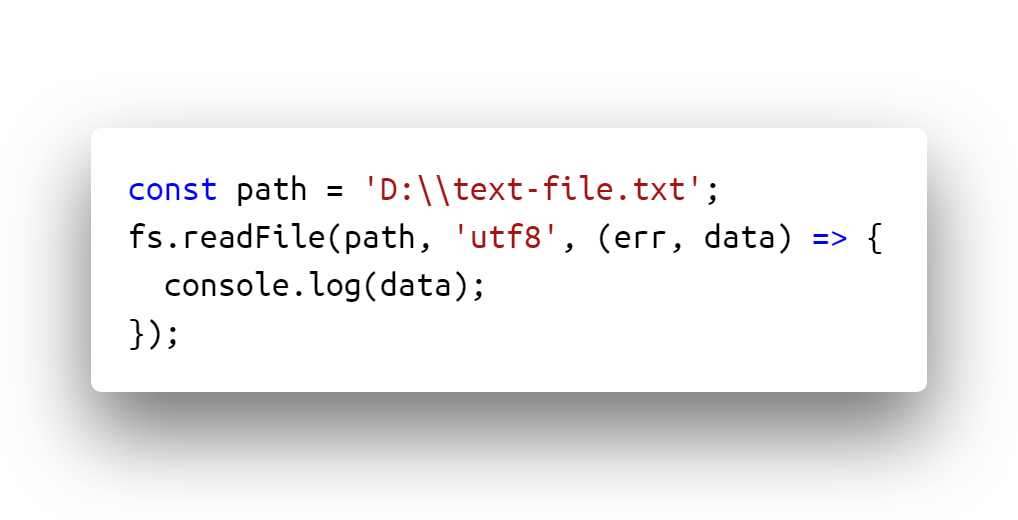 const path = 'D:\\text-file.txt';
fs.readFile(path, 'utf8', (err, data) => {
  console.log(data);
});